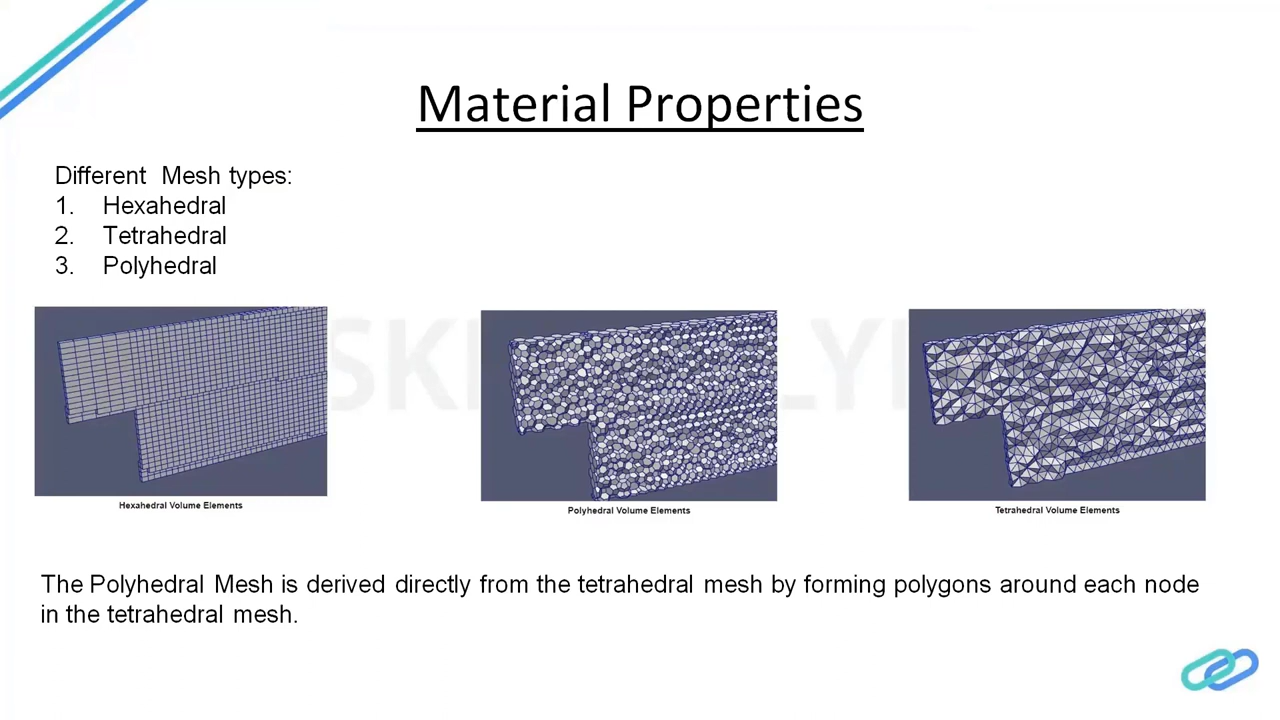 Material Properties
Different Mesh types:
1. Hexahedral
2. Tetrahedral
3. Polyhedral
Hexahedral Volume Elements
Polyhedral Volume Elements
Tetrahedral Volume Elements
The Polyhedral Mesh is derived directly from the tetrahedral mesh by forming polygons around each node
in the tetrahedral mesh.